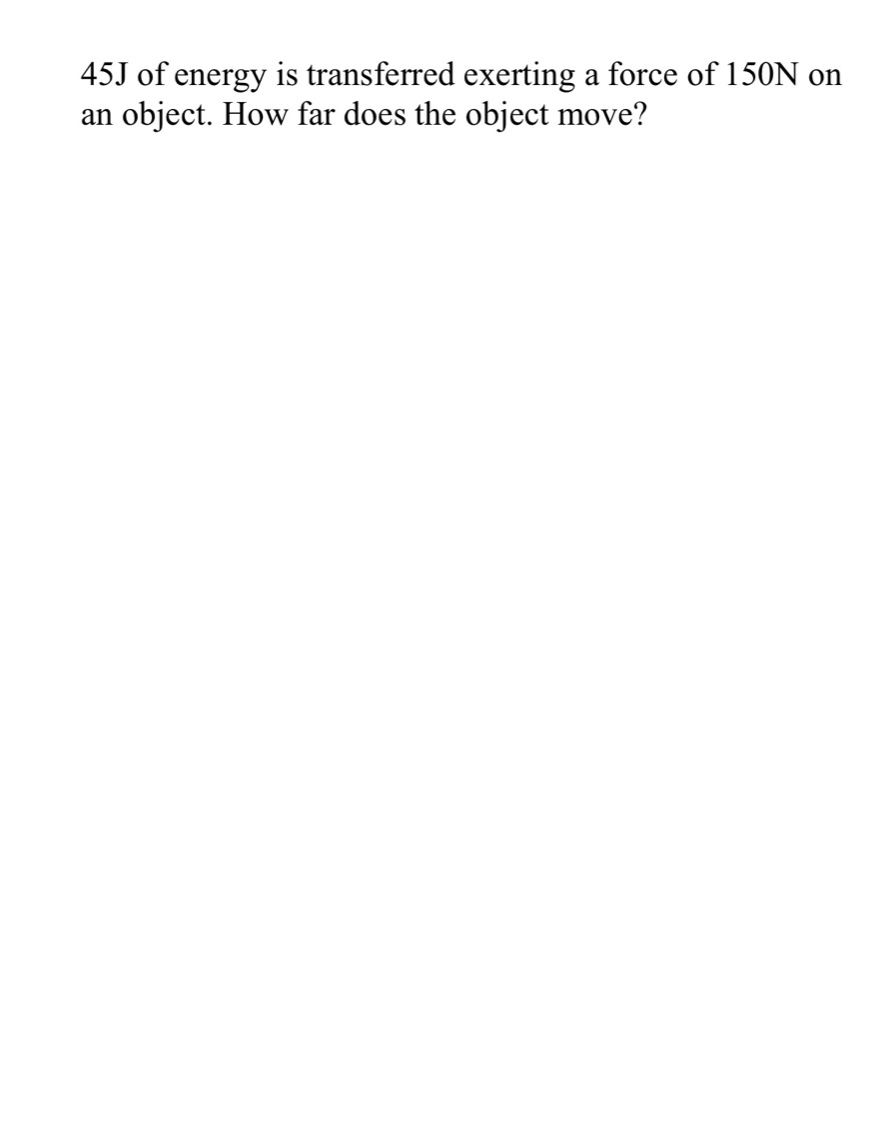 45J of energy is transferred exerting a force of 150N on
an object. How far does the object move?